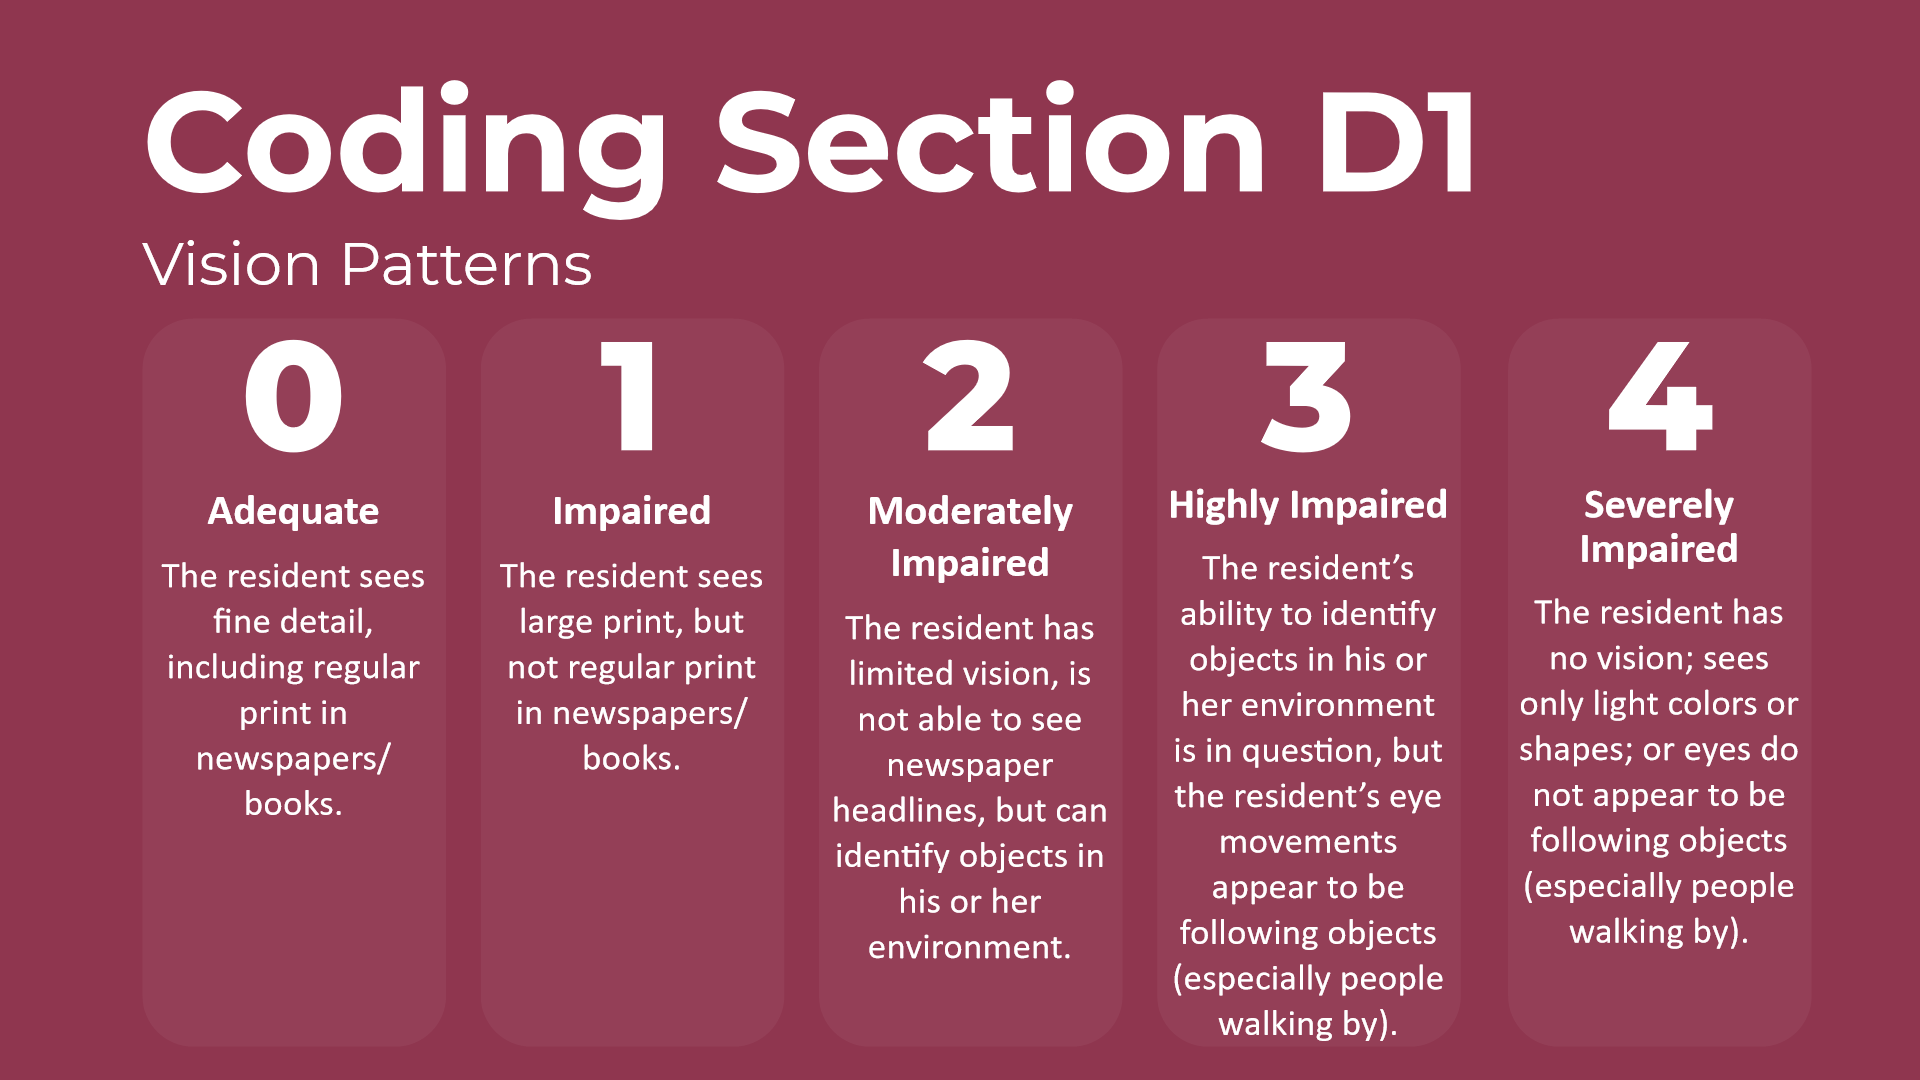 Coding Section D1
Vision Patterns
0
Adequate
The resident sees
fine detail,
including regular
print in
newspapers/
books.
1
Impaired
The resident sees
large print, but
not regular print
in newspapers/
books.
2
Moderately
Impaired
The resident has
limited vision, is
not able to see
newspaper
headlines, but can
identify objects in
his or her
environment.
3
Highly Impaired
The resident’s
ability to identify
objects in his or
her environment
is in question, but
the resident’s eye
movements
appear to be
following objects
(especially people
walking by).
4
Severely
Impaired
The resident has
no vision; sees
only light colors or
shapes; or eyes do
not appear to be
following objects
(especially people
walking by).